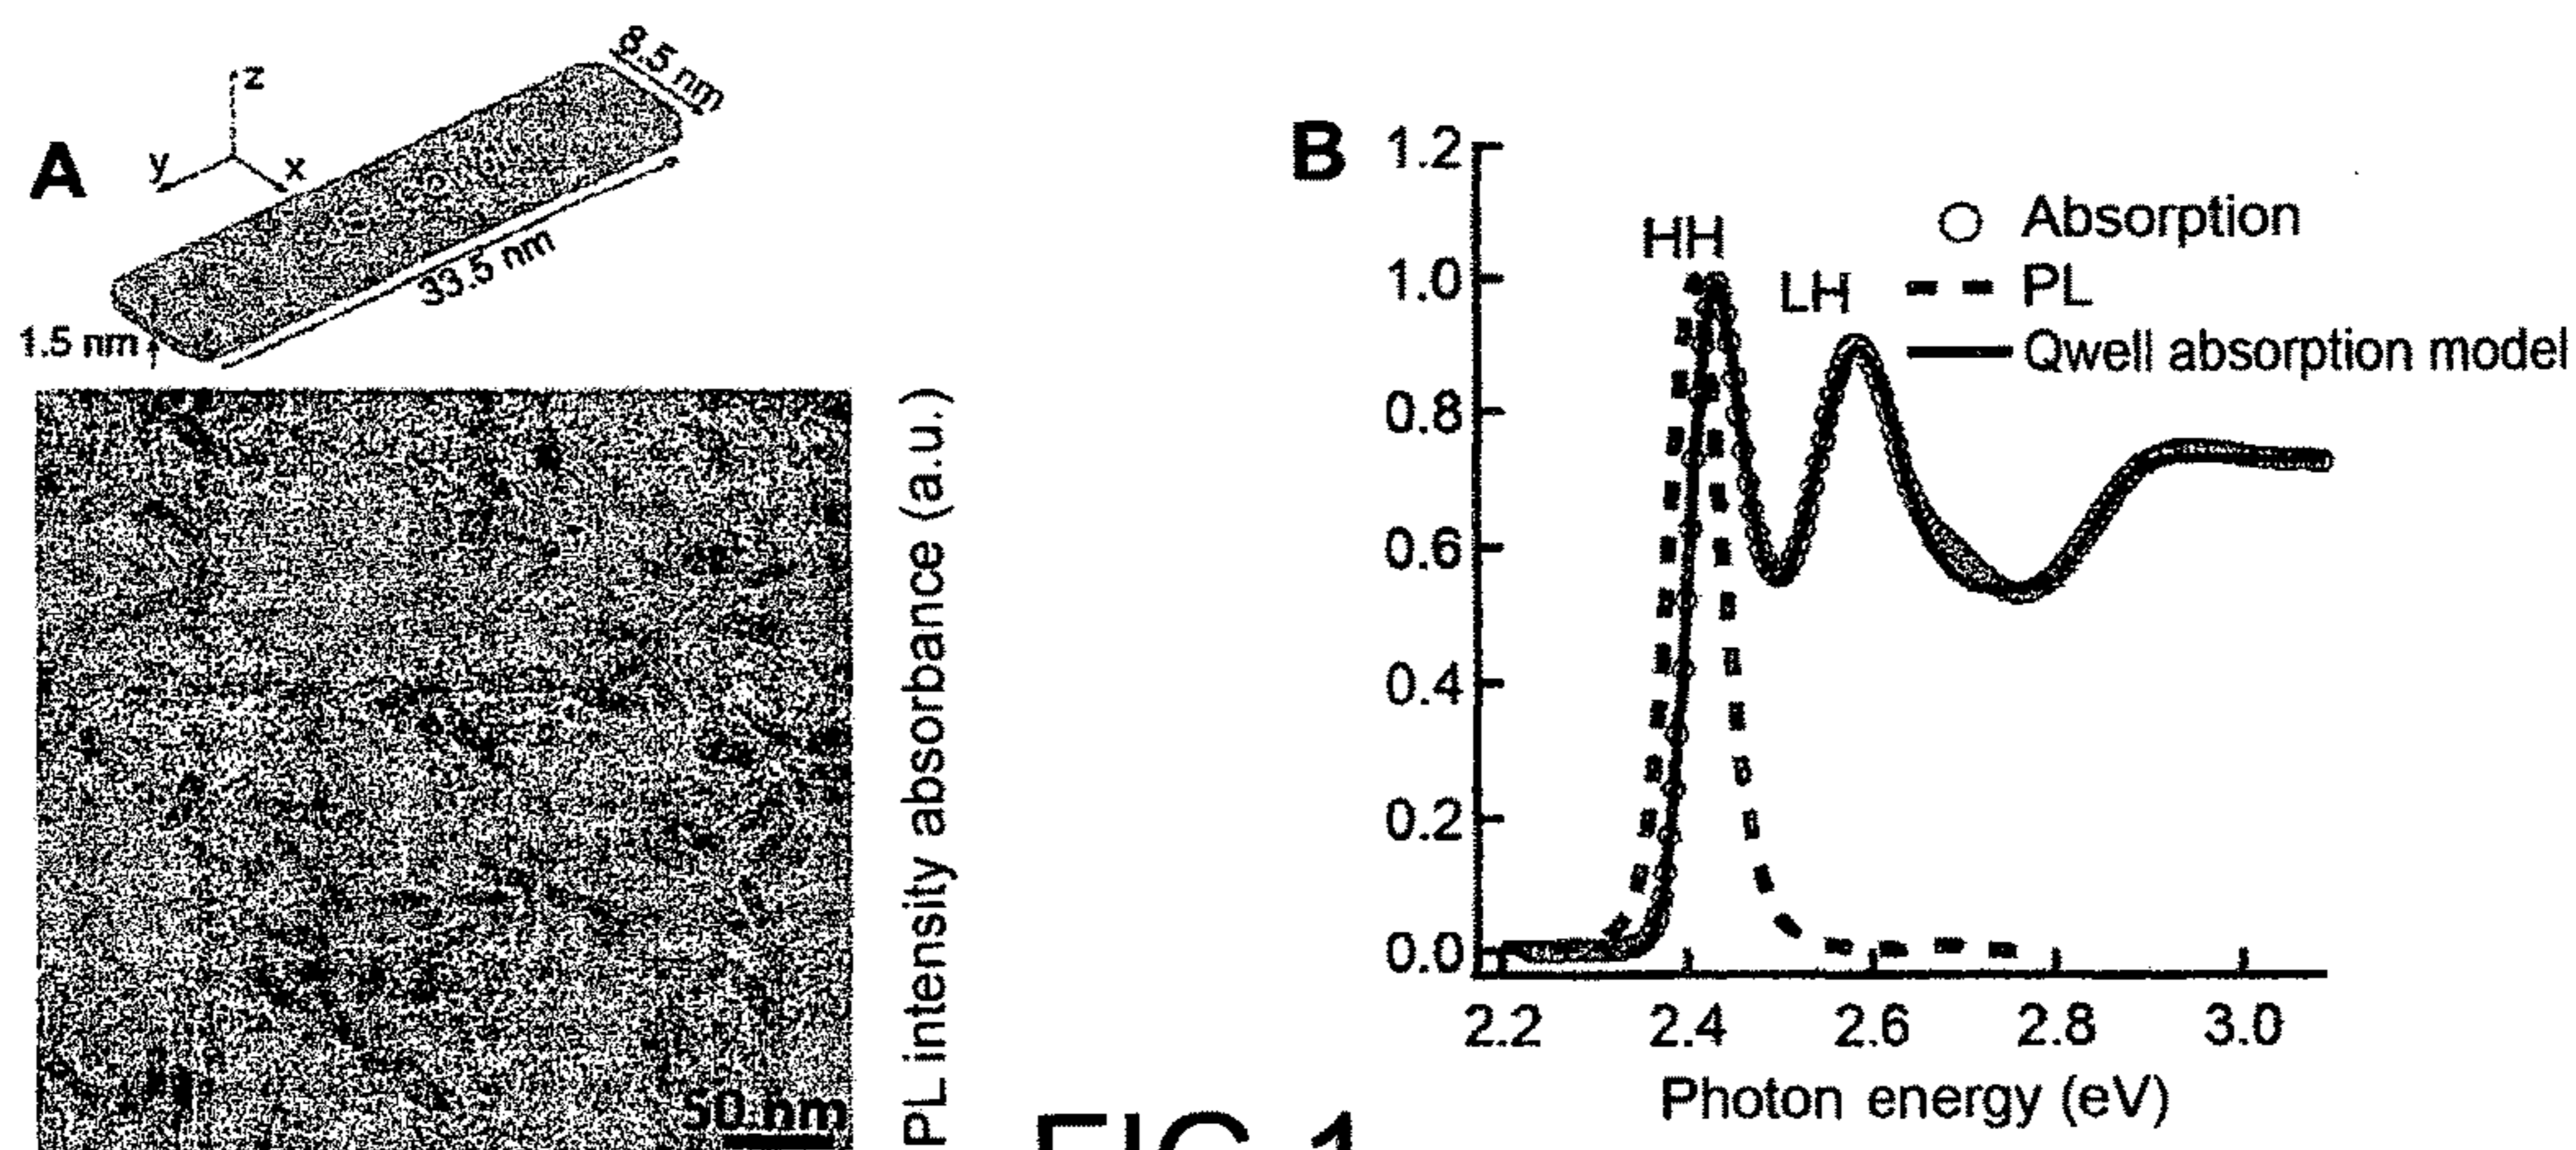 A
z
y
x
8.5 nm
33.5 nm
1.5 nm
50 nm
PL intensity absorbance (a.u.)
B
1.2
1.0
0.8
0.6
0.4
0.2
0.0
HH
LH
Absorption
PL
Qwell absorption model
2.2 2.4 2.6 2.8 3.0
Photon energy (eV)
FIG 1